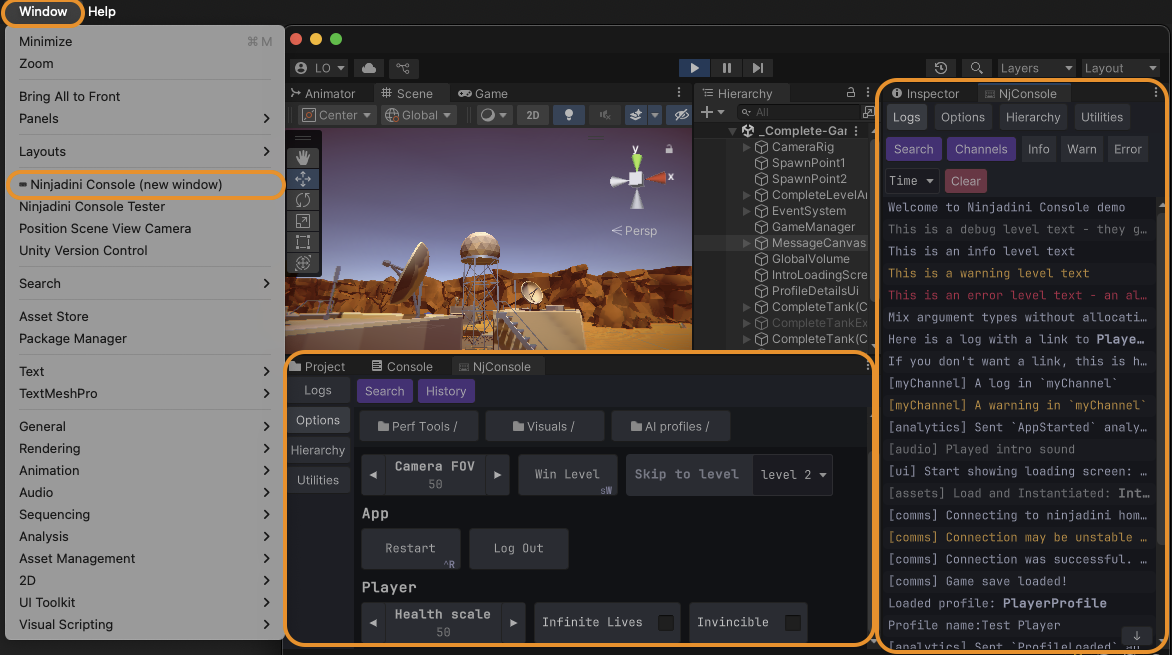 Window Help
Minimize ⌘ M
Zoom
Bring All to Front
Panels
Layouts
Ninjadini Console (new window)
Ninjadini Console Tester
Position Scene View Camera
Unity Version Control
Search
Asset Store
Package Manager
Text
TextMeshPro
General
Rendering
Animation
Audio
Sequencing
Analysis
Asset Management
2D
UI Toolkit
Visual Scripting
LO
Layers Layout
Animator Scene Game
Center Global 2D
y
x
Persp
Hierarchy
All
_Complete-Gar
CameraRig
SpawnPoint1
SpawnPoint2
CompleteLevelAr
EventSystem
GameManager
MessageCanvas
GlobalVolume
IntroLoadingScre
ProfileDetailsUi
CompleteTank(C
CompleteTankEx
CompleteTank(C
Project Console NjConsole
Logs
Options
Hierarchy
Utilities
Search History
Perf Tools / Visuals / AI profiles /
Camera FOV
50
Win Level
sW
Skip to level level 2
App
Restart
^R
Log Out
Player
Health scale
50
Infinite Lives Invincible
Inspector NjConsole
Logs Options Hierarchy Utilities
Search Channels Info Warn Error
Time Clear
Welcome to Ninjadini Console demo
This is a debug level text - they g…
This is an info level text
This is a warning level text
This is an error level text - an al…
Mix argument types without allocati…
Here is a log with a link to Playe…
If you don't want a link, this is h…
[myChannel] A log in `myChannel`
[myChannel] A warning in `myChannel`
[analytics] Sent `AppStarted` analy…
[audio] Played intro sound
[ui] Start showing loading screen: …
[assets] Load and Instantiated: Int…
[comms] Connecting to ninjadini hom…
[comms] Connection may be unstable …
[comms] Connection was successful. …
[comms] Game save loaded!
Loaded profile: PlayerProfile
Profile name:Test Player
[analytics] Sent `ProfileLoaded` an